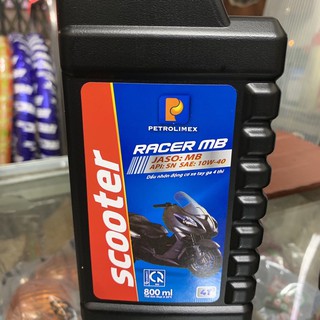 PETROLIMEX
RACER MB
JASO: MB
API: SN SAE: 10W-40
Dầu nhờn động cơ xe tay ga 4 thì
scooter
800 ml
4T